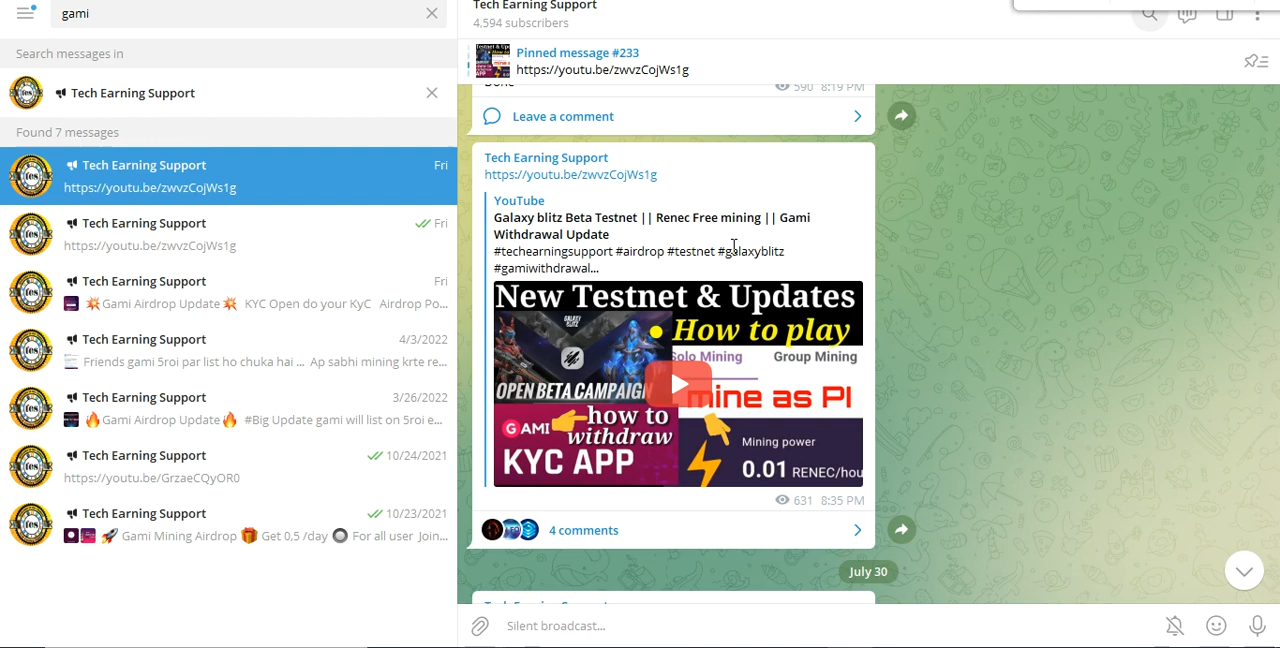 gami
Search messages in
Tech Earning Support
Found 7 messages
Tech Earning Support Fri
https://youtu.be/zwvzCojWs1g
Tech Earning Support Fri
https://youtu.be/zwvzCojWs1g
Tech Earning Support Fri
💥Gami Airdrop Update💥 KYC Open do your KyC Airdrop Po...
Tech Earning Support 4/3/2022
Friends gami 5roi par list ho chuka hai ... Ap sabhi mining krte re...
Tech Earning Support 3/26/2022
🔥Gami Airdrop Update🔥 #Big Update gami will list on 5roi e...
Tech Earning Support 10/24/2021
https://youtu.be/GrzaeCQyOR0
Tech Earning Support 10/23/2021
🚀 Gami Mining Airdrop 🎁 Get 0.5 /day 🔘 For all user Join...
Tech Earning Support
4,594 subscribers
Pinned message #233
https://youtu.be/zwvzCojWs1g
590 8:19 PM
Leave a comment
Tech Earning Support
https://youtu.be/zwvzCojWs1g
YouTube
Galaxy blitz Beta Testnet || Renec Free mining || Gami
Withdrawal Update
#techearningsupport #airdrop #testnet #galaxyblitz
#gamiwithdrawal...
New Testnet & Updates
GALAXY BLITZ
How to play
Solo Mining Group Mining
OPEN BETA CAMPAIGN
mine as PI
GAMI
how to
withdraw
KYC APP
Mining power
0.01 RENEC/hou
631 8:35 PM
4 comments
July 30
Silent broadcast...